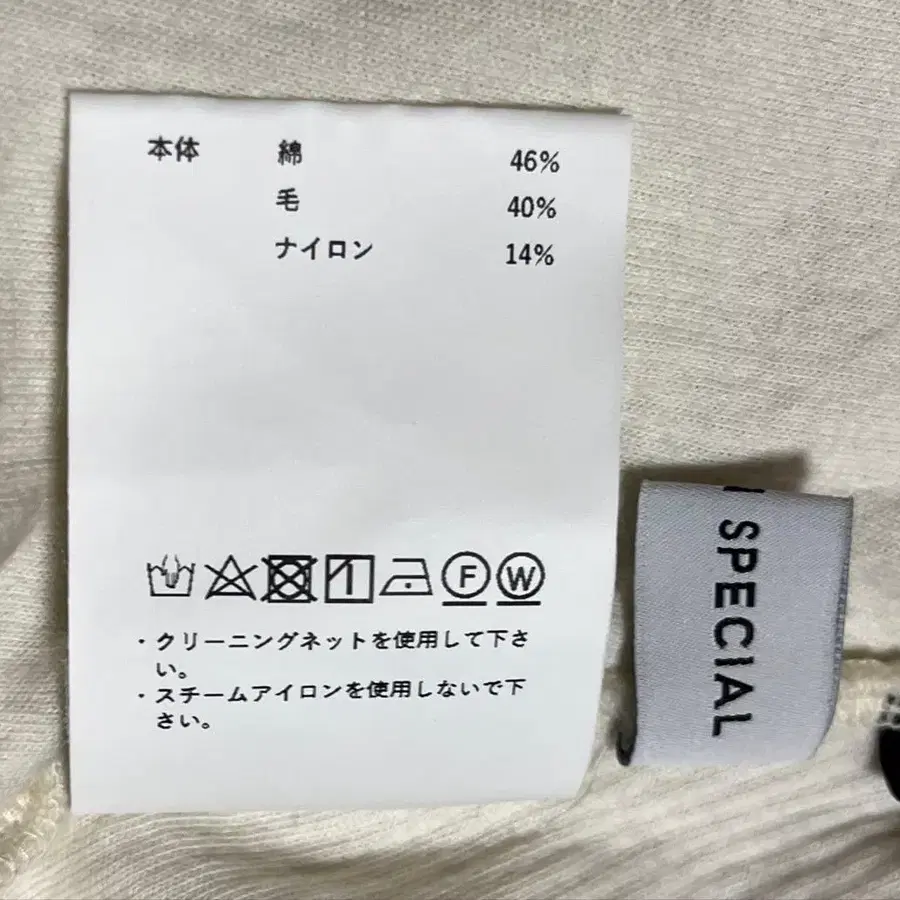 本体 綿 46%
毛 40%
ナイロン 14%
F W
・クリーニングネットを使用して下さ
い。
・スチームアイロンを使用しないで下
さい。
SPECIAL